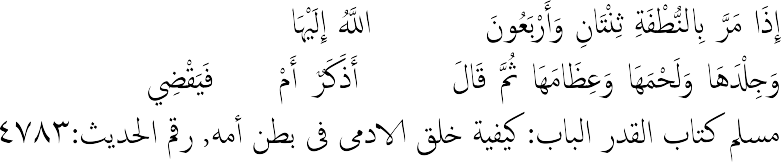 إِذَا مَرَّ بِالنُّطْفَةِ ثِنْتَانِ وَأَرْبَعُونَ اللَّهُ إِلَيْهَا
وَجِلْدَهَا وَلَحْمَهَا وَعِظَامَهَا ثُمَّ قَالَ أَذَكَرٌ أَمْ فَيَقْضِي
مسلم كتاب القدر الباب: كيفية خلق الادمى فى بطن أمه, رقم الحديث:٤٧٨٣